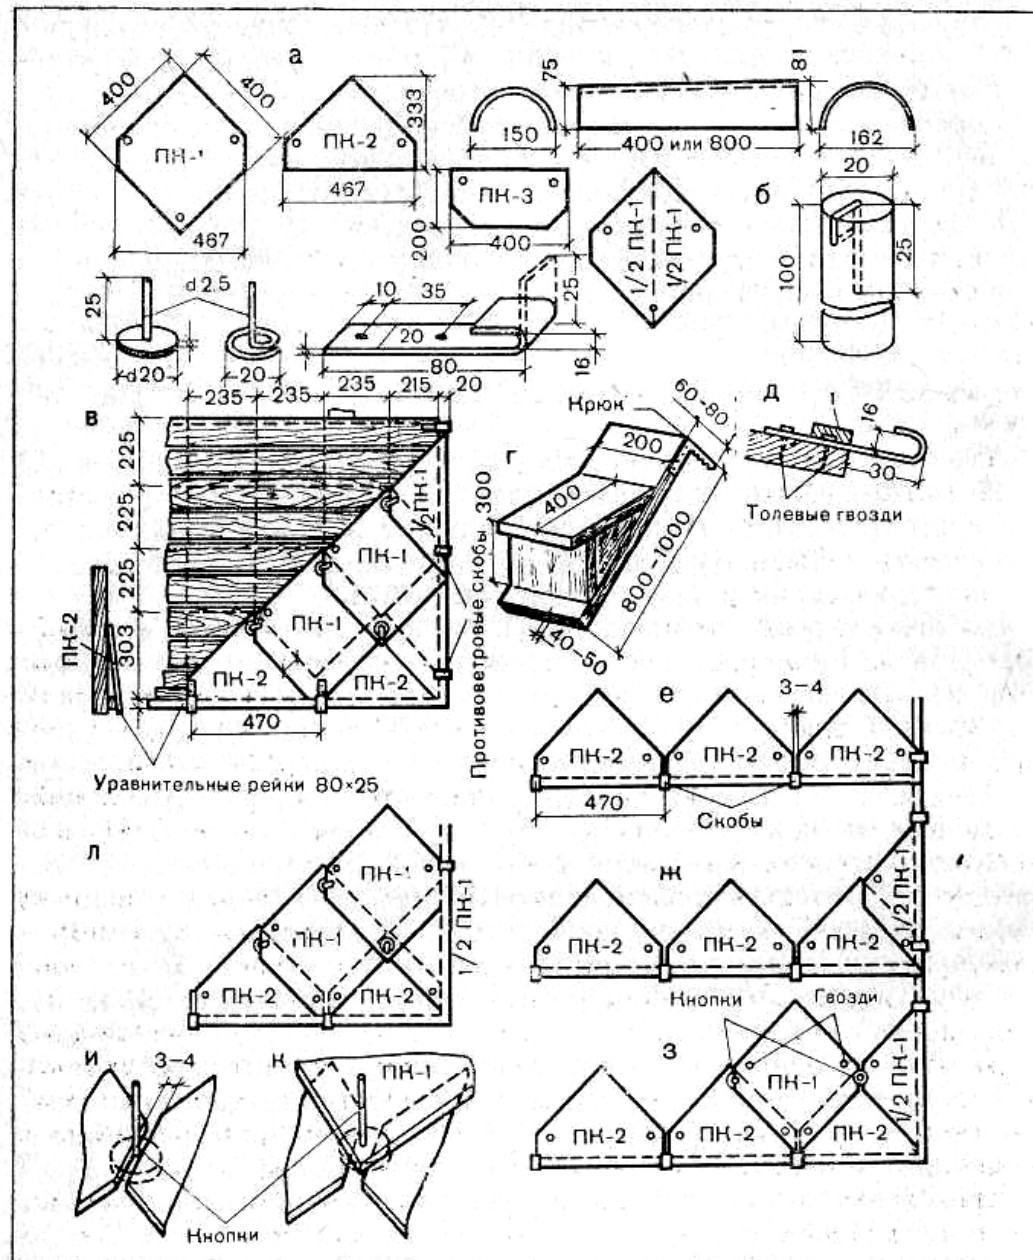 а
400
400
ПК-1
467
333
ПК-2
467
150
75
400 или 800
81
162
ПК-3
200
400
1/2 ПК-1
1/2 ПК-1
б
20
100
25
25
d 2.5
d20
20
10
35
20
25
80
16
в
235
235
235
215
20
225
225
225
303
1/2 ПК-1
ПК-1
ПК-1
ПК-2
ПК-2
ПК-2
470
Уравнительные рейки 80×25
Противоветровые скобы
г
Крюк
60-80
200
400
300
800-1000
40-50
д
1
16
30
Толевые гвозди
е
3-4
ПК-2
ПК-2
ПК-2
470
Скобы
ж
1/2 ПК-1
ПК-2
ПК-2
ПК-2
Кнопки
Гвозди
з
ПК-1
1/2 ПК-1
ПК-2
ПК-2
ПК-2
л
ПК-1
ПК-1
1/2 ПК-1
ПК-2
ПК-2
и
3-4
к
ПК-1
Кнопки